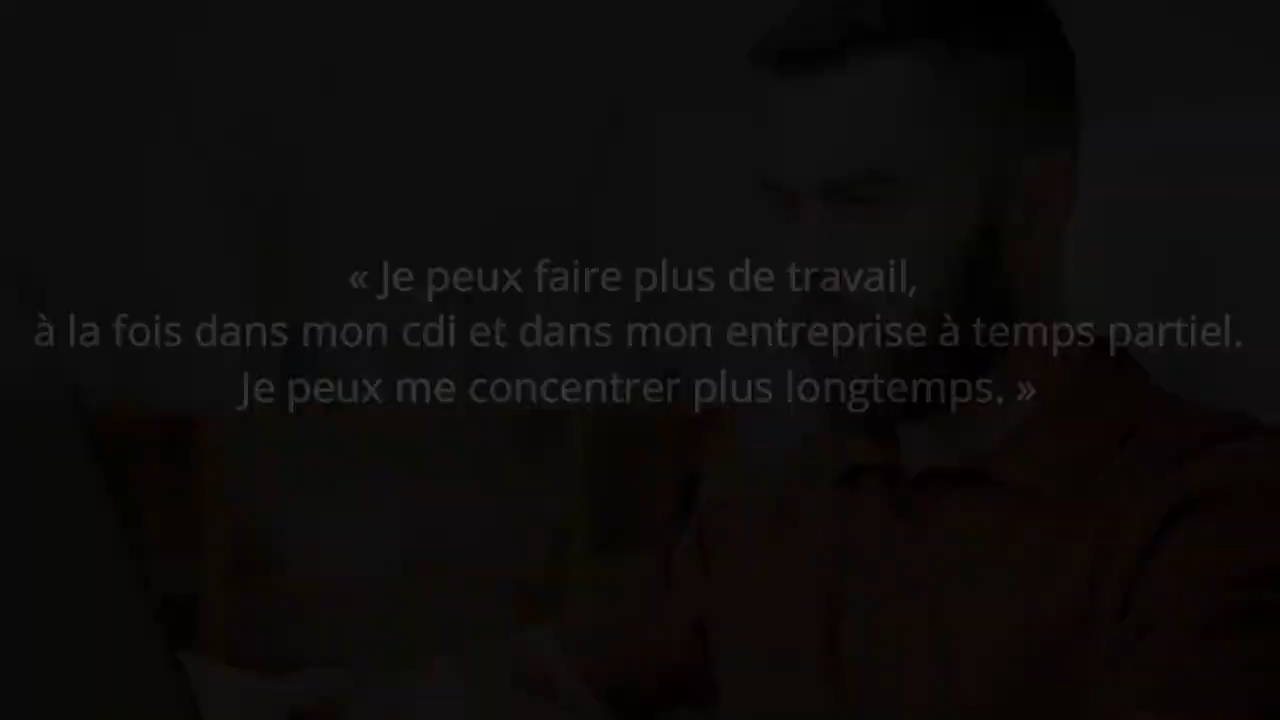 « Je peux faire plus de travail,
à la fois dans mon cdi et dans mon entreprise à temps partiel.
Je peux me concentrer plus longtemps. »